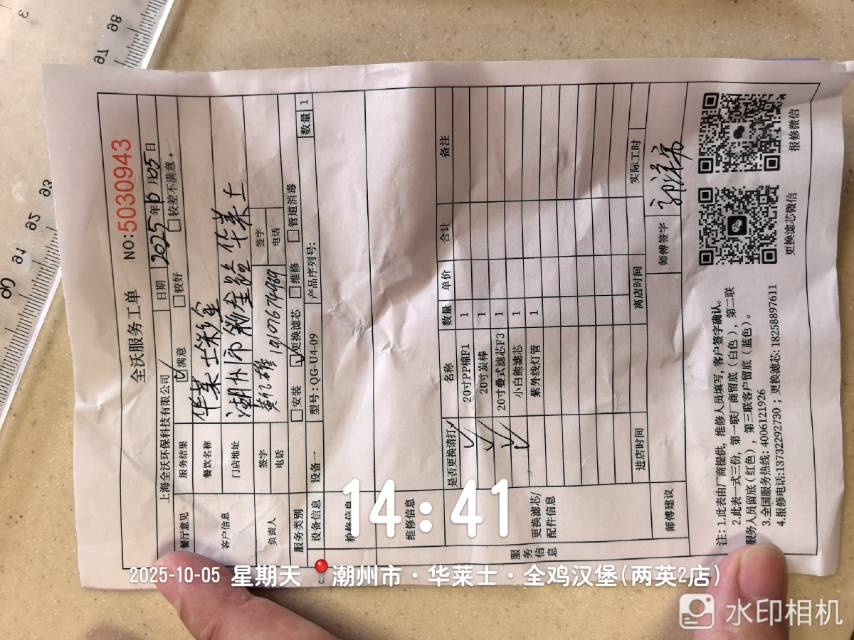 全沃服务工单
NO:5030943
上海全沃环保科技有限公司
日期 2025年10月05日
餐厅意见 服务结果 ☑满意 □较好 □较差不满意。
客户信息 餐饮名称 华莱士彩金
门店地址 潮州市 华莱士
负责人 签字 签字
电话 电话
服务类别 □安装 ☑更换滤芯 □维修 □管道消毒
设备信息 设备一 型号:QG-U4-09 产品序列号: 数量 1
维修信息
服务信息
更换滤芯/配件信息
是否更换请打√ 名称 数量 单价 合计 备注
√ 20寸PP棉F1 1
√ 20寸炭棒 1
√ 20寸叠式滤芯F3 1
小白熊滤芯 1
紫外线灯管 1
进店时间 离店时间 实际工时
师傅建议 师傅签字
注:1.此表由厂商提供,维修人员填写,客户签字确认。
2.此表一式三份,第一联厂商留底(白色),第二联
服务人员留底(红色),第三联客户留底(蓝色)。
3.全国服务热线:4006121926
4.报修电话:13732292730;更换滤芯:18258897611
更换滤芯微信
报修微信
14:41
2025-10-05 星期天 潮州市·华莱士·全鸡汉堡(两英2店)
水印相机